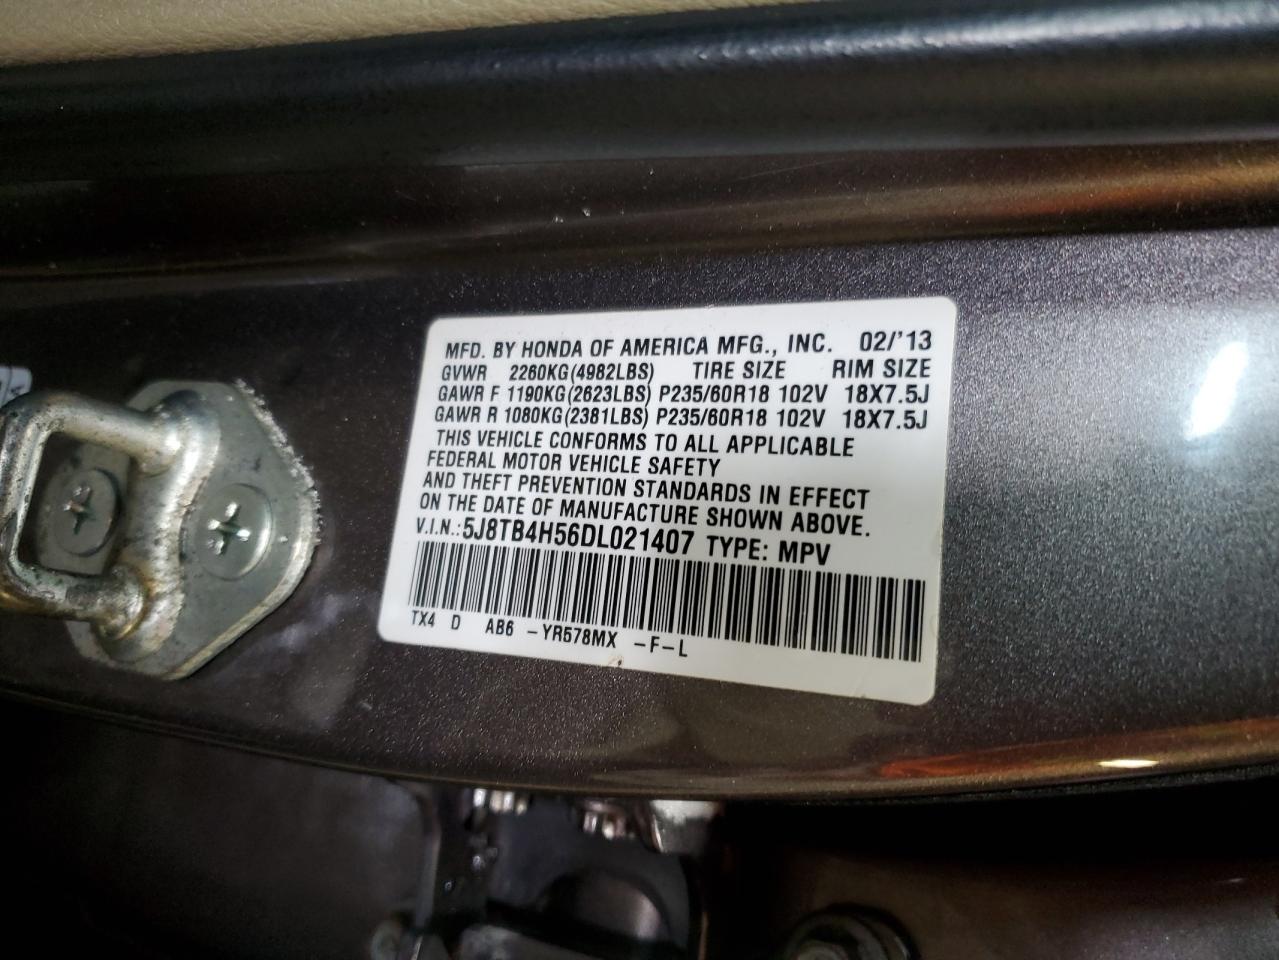 MFD. BY HONDA OF AMERICA MFG., INC. 02/'13
GVWR 2260KG(4982LBS) TIRE SIZE RIM SIZE
GAWR F 1190KG(2623LBS) P235/60R18 102V 18X7.5J
GAWR R 1080KG(2381LBS) P235/60R18 102V 18X7.5J
THIS VEHICLE CONFORMS TO ALL APPLICABLE
FEDERAL MOTOR VEHICLE SAFETY
AND THEFT PREVENTION STANDARDS IN EFFECT
ON THE DATE OF MANUFACTURE SHOWN ABOVE.
V.I.N.:5J8TB4H56DL021407 TYPE: MPV
TX4 D AB6 -YR578MX -F-L